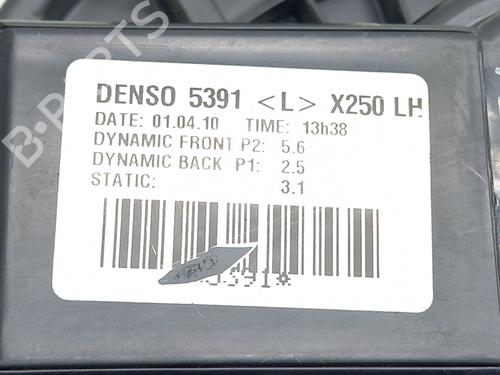 DENSO 5391 <L> X250 LH
DATE: 01.04.10 TIME: 13h38
DYNAMIC FRONT P2: 5.6
DYNAMIC BACK P1: 2.5
STATIC: 3.1